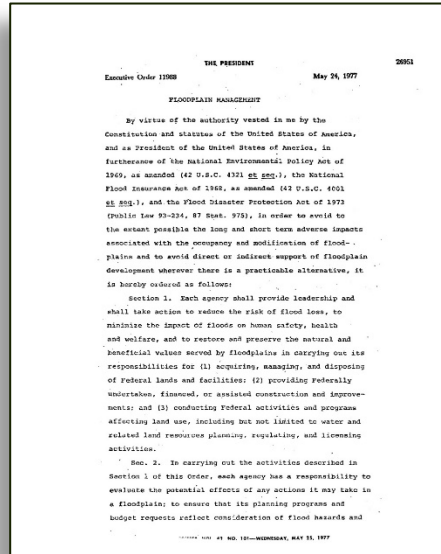 THE PRESIDENT 26951
Executive Order 11988 May 24, 1977
FLOODPLAIN MANAGEMENT
By virtue of the authority vested in me by the
Constitution and statutes of the United States of America,
and as President of the United States of America, in
furtherance of the National Environmental Policy Act of
1969, as amended (42 U.S.C. 4321 et seq.), the National
Flood Insurance Act of 1968, as amended (42 U.S.C. 4001
et seq.), and the Flood Disaster Protection Act of 1973
(Public Law 93-234, 87 Stat. 975), in order to avoid to
the extent possible the long and short term adverse impacts
associated with the occupancy and modification of flood-
plains and to avoid direct or indirect support of floodplain
development wherever there is a practicable alternative, it
is hereby ordered as follows:
Section 1. Each agency shall provide leadership and
shall take action to reduce the risk of flood loss, to
minimize the impact of floods on human safety, health
and welfare, and to restore and preserve the natural and
beneficial values served by floodplains in carrying out its
responsibilities for (1) acquiring, managing, and disposing
of Federal lands and facilities; (2) providing Federally
undertaken, financed, or assisted construction and improve-
ments; and (3) conducting Federal activities and programs
affecting land use, including but not limited to water and
related land resources planning, regulating, and licensing
activities.
Sec. 2. In carrying out the activities described in
Section 1 of this Order, each agency has a responsibility to
evaluate the potential effects of any actions it may take in
a floodplain; to ensure that its planning programs and
budget requests reflect consideration of flood hazards and
VOL. 42 NO. 101—WEDNESDAY, MAY 25, 1977